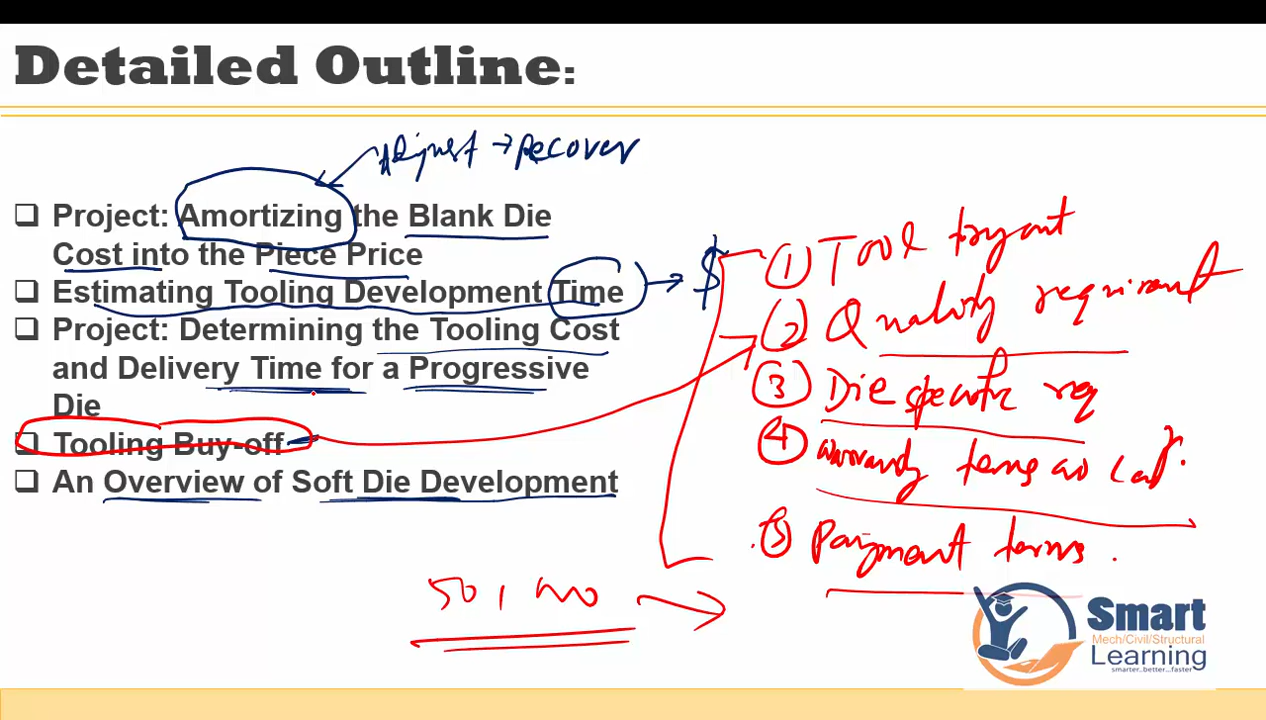 Detailed Outline:
Adjust → Recover
❑ Project: Amortizing the Blank Die
Cost into the Piece Price
❑ Estimating Tooling Development Time → $
❑ Project: Determining the Tooling Cost
and Delivery Time for a Progressive
Die
❑ Tooling Buy-off
❑ An Overview of Soft Die Development
① Tool tryout
② Quality requirement
③ Die specific req
④ warranty terms
⑤ Payment terms.
Smart
Mech/Civil/Structural
Learning
smarter..better...faster